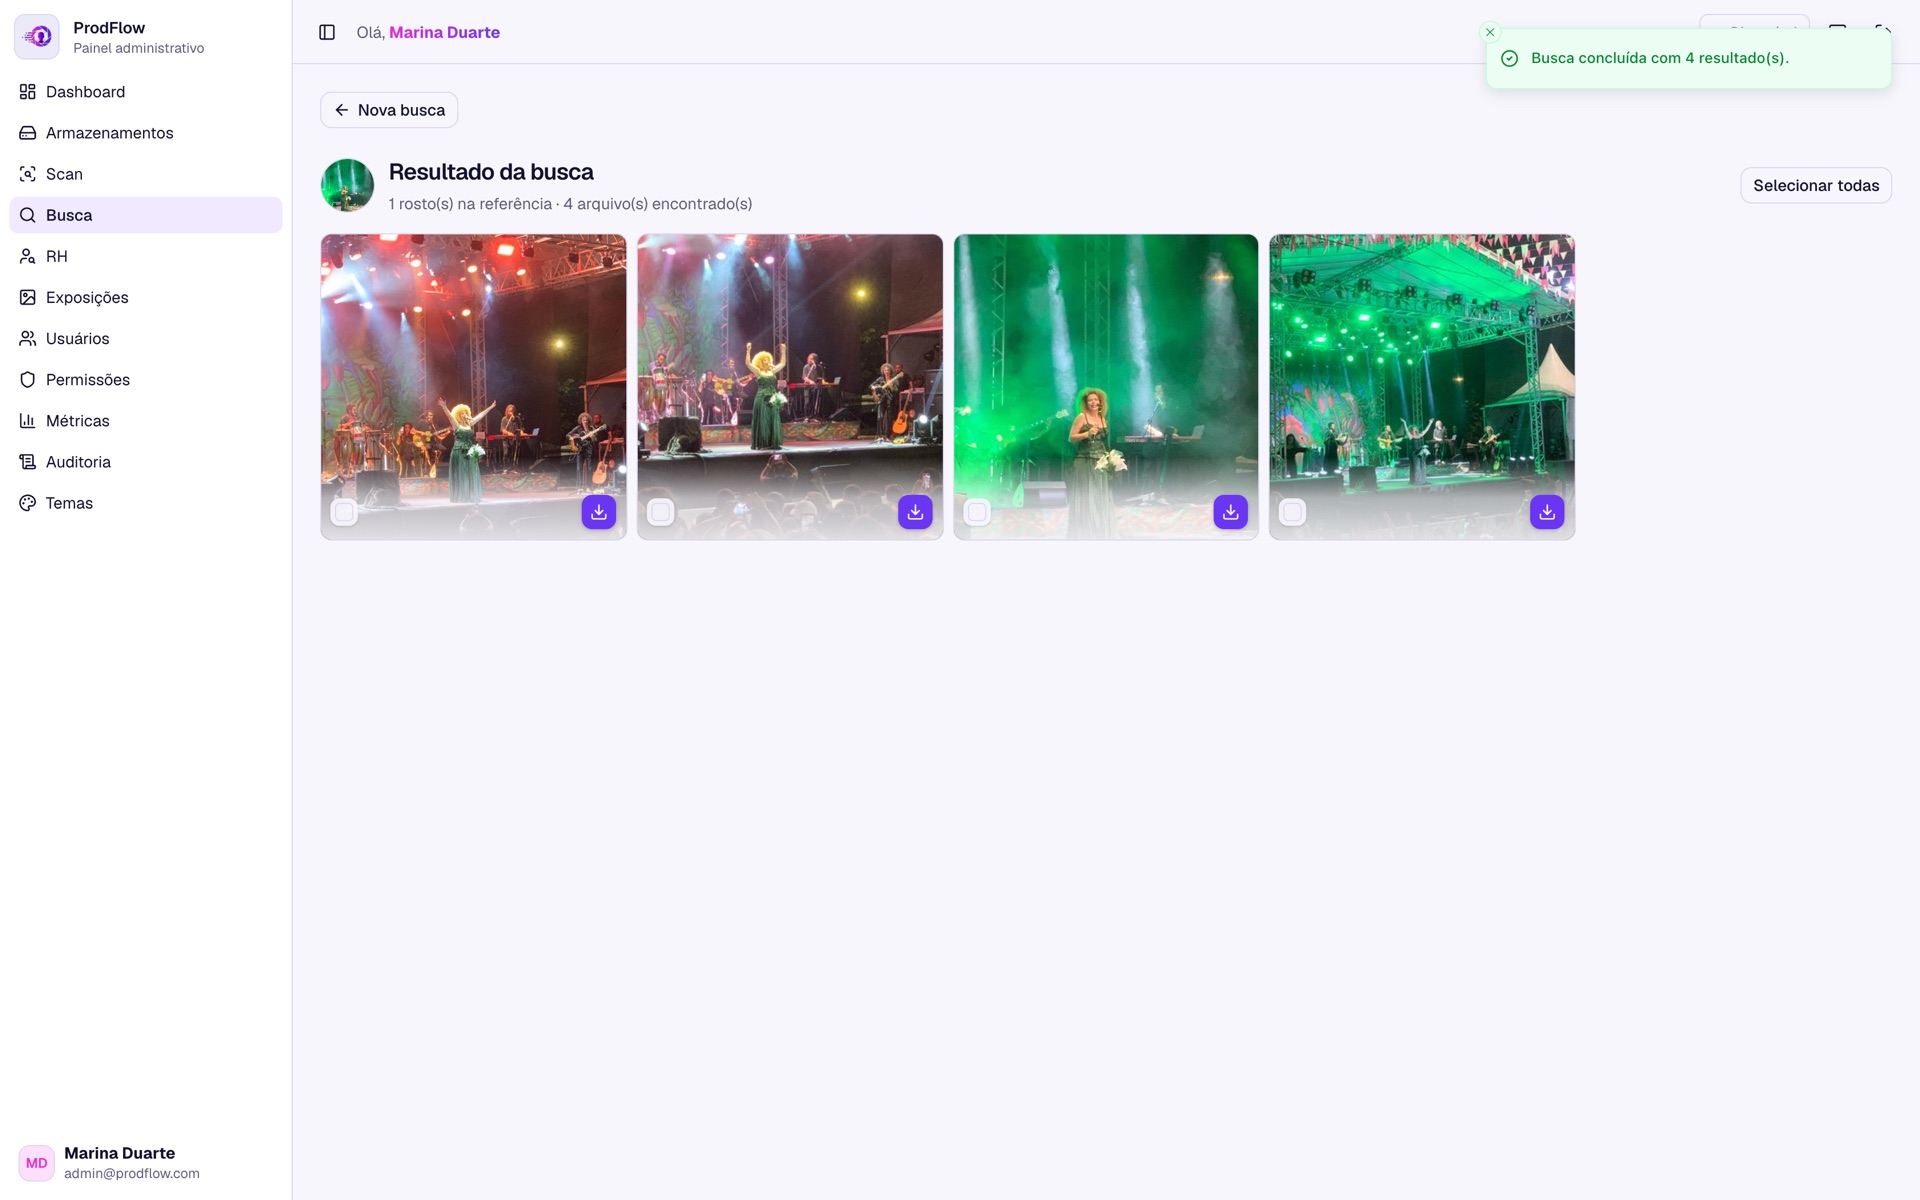 ProdFlow
Painel administrativo
Dashboard
Armazenamentos
Scan
Busca
RH
Exposições
Usuários
Permissões
Métricas
Auditoria
Temas
Marina Duarte
admin@prodflow.com
MD
Olá, Marina Duarte
Busca concluída com 4 resultado(s).
Nova busca
Resultado da busca
1 rosto(s) na referência · 4 arquivo(s) encontrado(s)
Selecionar todas